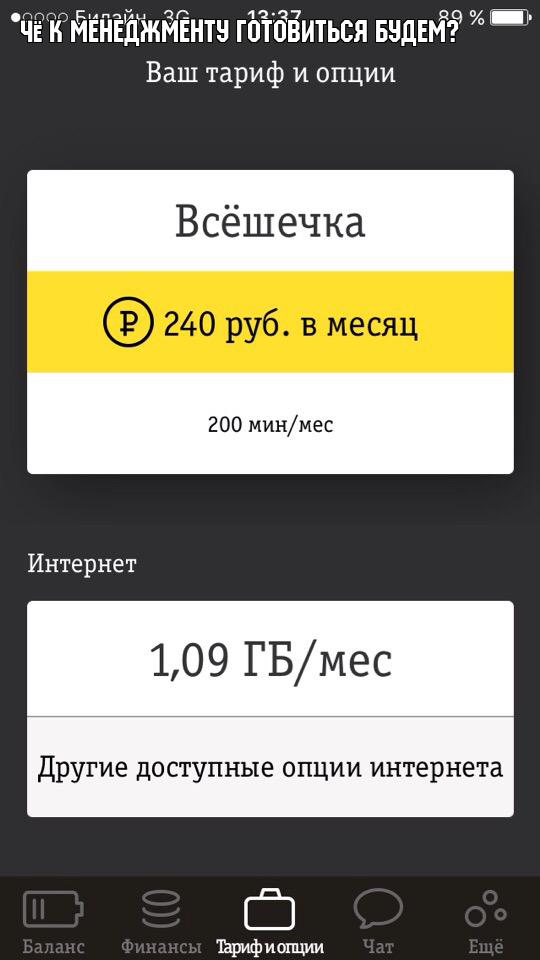 Билайн 3G 13:37 89 %
ЧЁ К МЕНЕДЖМЕНТУ ГОТОВИТЬСЯ БУДЕМ?
Ваш тариф и опции
Всёшечка
₽ 240 руб. в месяц
200 мин/мес
Интернет
1,09 ГБ/мес
Другие доступные опции интернета
Баланс Финансы Тариф и опции Чат Ещё